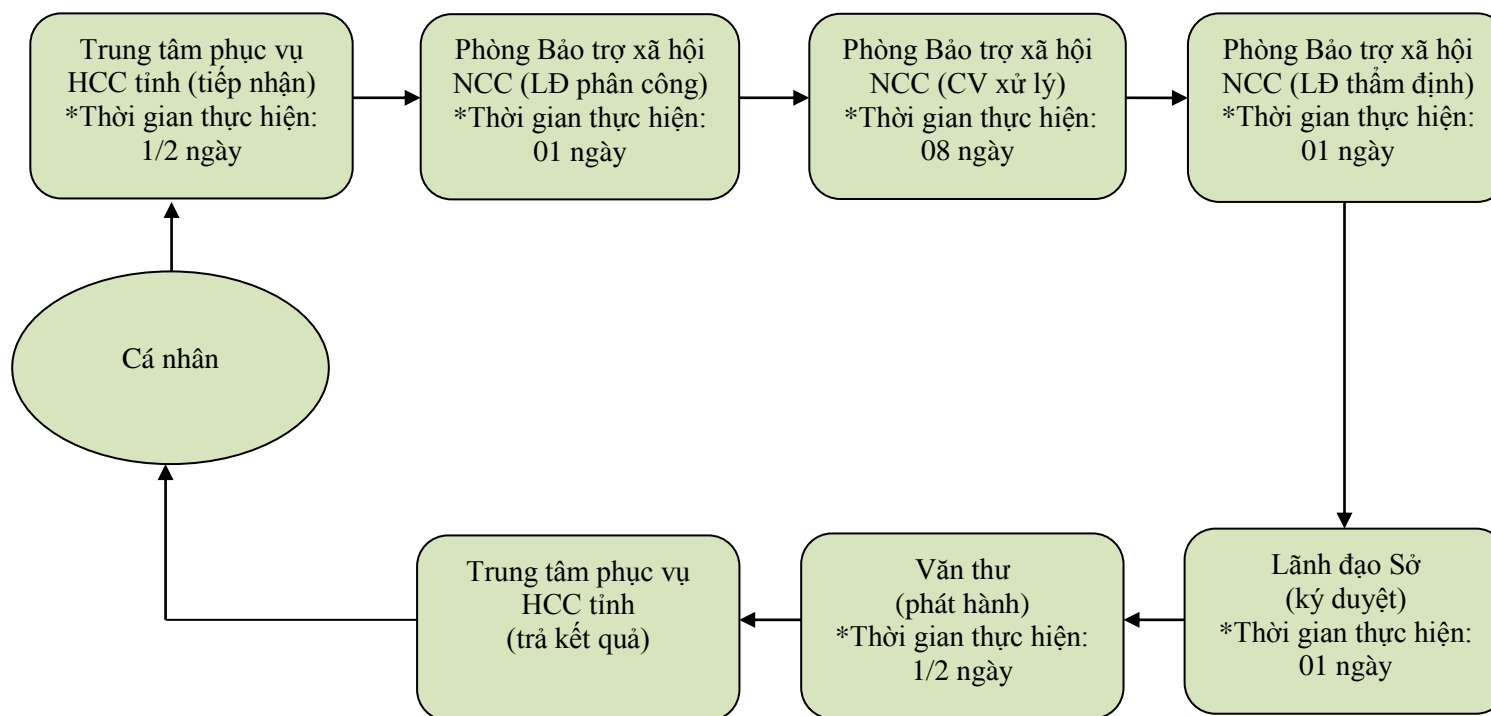 Trung tâm phục vụ
HCC tỉnh (tiếp nhận)
*Thời gian thực hiện:
1/2 ngày
Phòng Bảo trợ xã hội
NCC (LĐ phân công)
*Thời gian thực hiện:
01 ngày
Phòng Bảo trợ xã hội
NCC (CV xử lý)
*Thời gian thực hiện:
08 ngày
Phòng Bảo trợ xã hội
NCC (LĐ thẩm định)
*Thời gian thực hiện:
01 ngày
Cá nhân
Lãnh đạo Sở
(ký duyệt)
*Thời gian thực hiện:
01 ngày
Văn thư
(phát hành)
*Thời gian thực hiện:
1/2 ngày
Trung tâm phục vụ
HCC tỉnh
(trả kết quả)